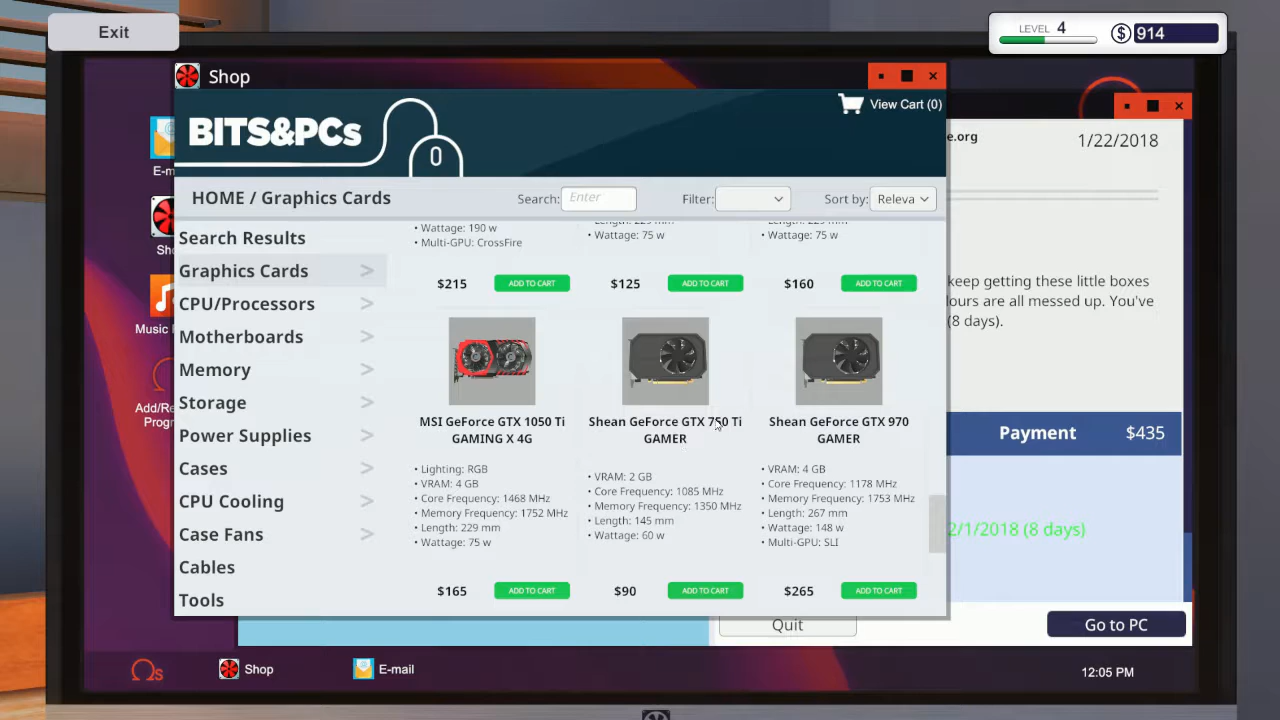 Exit
LEVEL 4
$ 914
Shop
View Cart (0)
BITS&PCs
e.org
1/22/2018
HOME / Graphics Cards
Search: Enter
Filter:
Sort by: Releva
Search Results
Graphics Cards >
CPU/Processors >
Motherboards >
Memory >
Storage >
Power Supplies >
Cases >
CPU Cooling >
Case Fans >
Cables
Tools
E-m
Sho
Music
Add/Re
Progr
• Wattage: 190 w
• Multi-GPU: CrossFire
$215 ADD TO CART
• Wattage: 75 w
$125 ADD TO CART
• Wattage: 75 w
$160 ADD TO CART
MSI GeForce GTX 1050 Ti
GAMING X 4G
• Lighting: RGB
• VRAM: 4 GB
• Core Frequency: 1468 MHz
• Memory Frequency: 1752 MHz
• Length: 229 mm
• Wattage: 75 w
$165 ADD TO CART
Shean GeForce GTX 750 Ti
GAMER
• VRAM: 2 GB
• Core Frequency: 1085 MHz
• Memory Frequency: 1350 MHz
• Length: 145 mm
• Wattage: 60 w
$90 ADD TO CART
Shean GeForce GTX 970
GAMER
• VRAM: 4 GB
• Core Frequency: 1178 MHz
• Memory Frequency: 1753 MHz
• Length: 267 mm
• Wattage: 148 w
• Multi-GPU: SLI
$265 ADD TO CART
keep getting these little boxes
lours are all messed up. You've
(8 days).
Payment $435
2/1/2018 (8 days)
Quit
Go to PC
Ωs
Shop
E-mail
12:05 PM